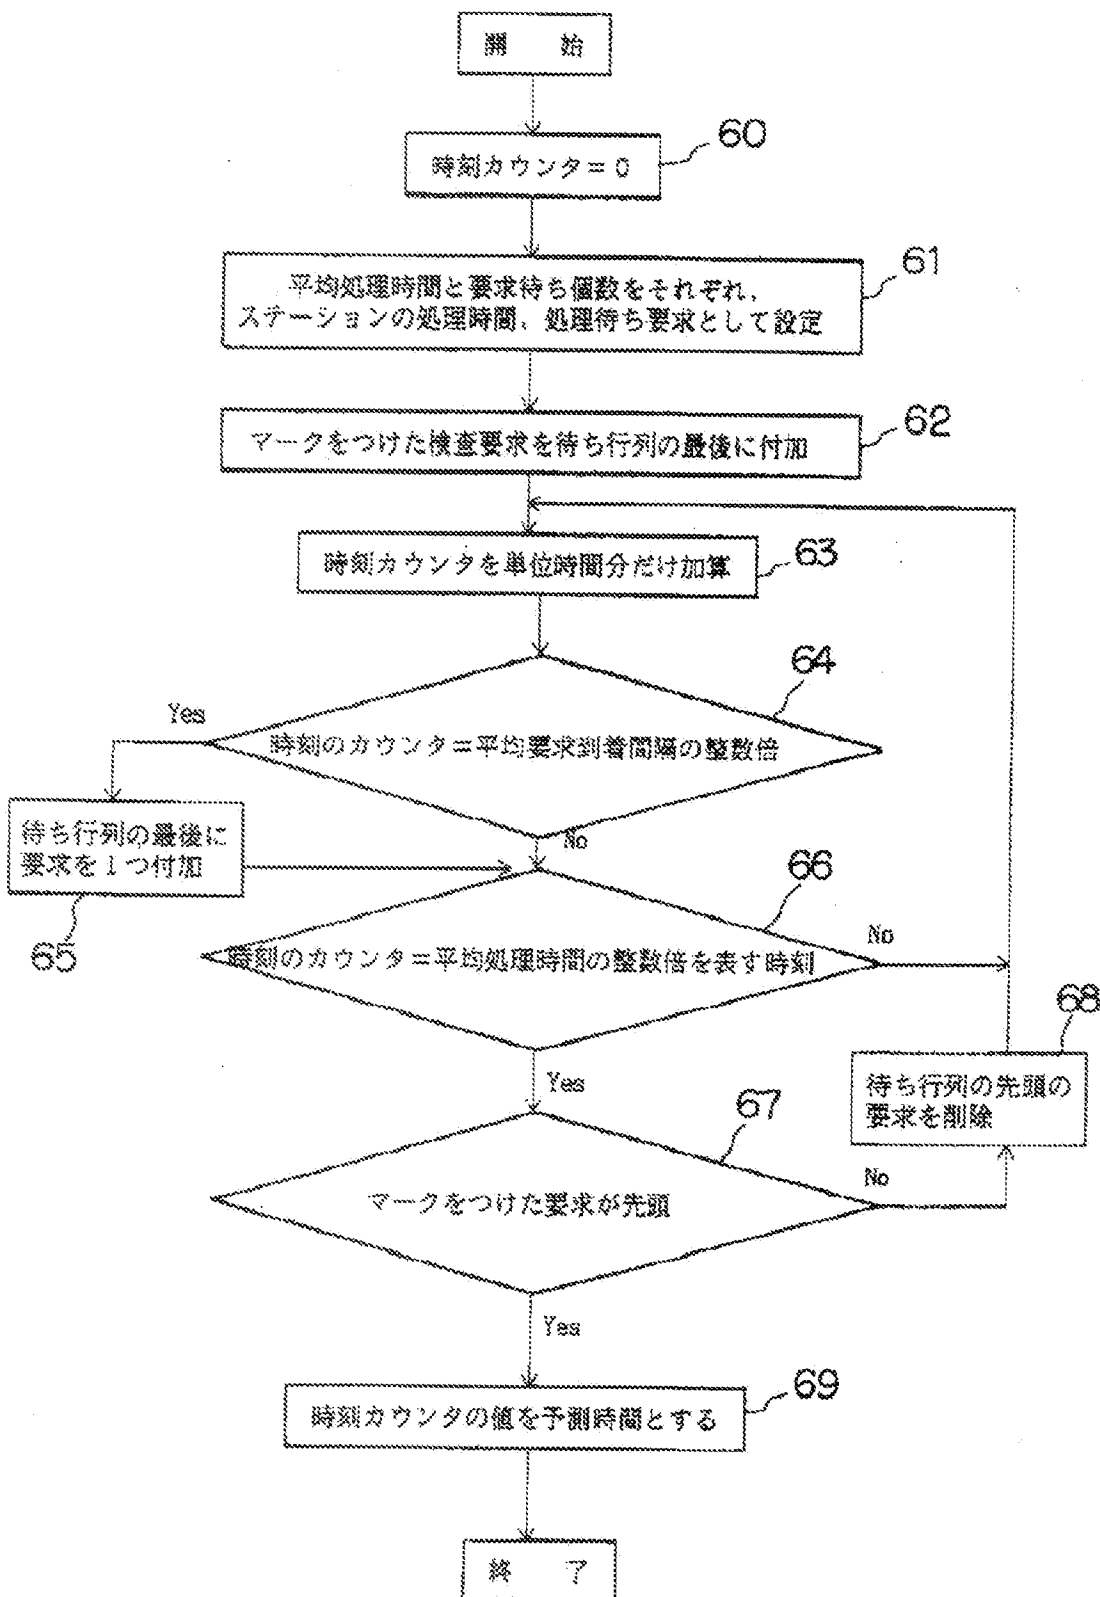 開 始
60
時刻カウンタ＝0
61
平均処理時間と要求待ち個数をそれぞれ、
ステーションの処理時間、処理待ち要求として設定
62
マークをつけた検査要求を待ち行列の最後に付加
63
時刻カウンタを単位時間分だけ加算
64
Yes
時刻のカウンタ＝平均要求到着間隔の整数倍
No
待ち行列の最後に
要求を1つ付加
65
66
No
時刻のカウンタ＝平均処理時間の整数倍を表す時刻
68
Yes
待ち行列の先頭の
要求を削除
67
No
マークをつけた要求が先頭
Yes
69
時刻カウンタの値を予測時間とする
終 了